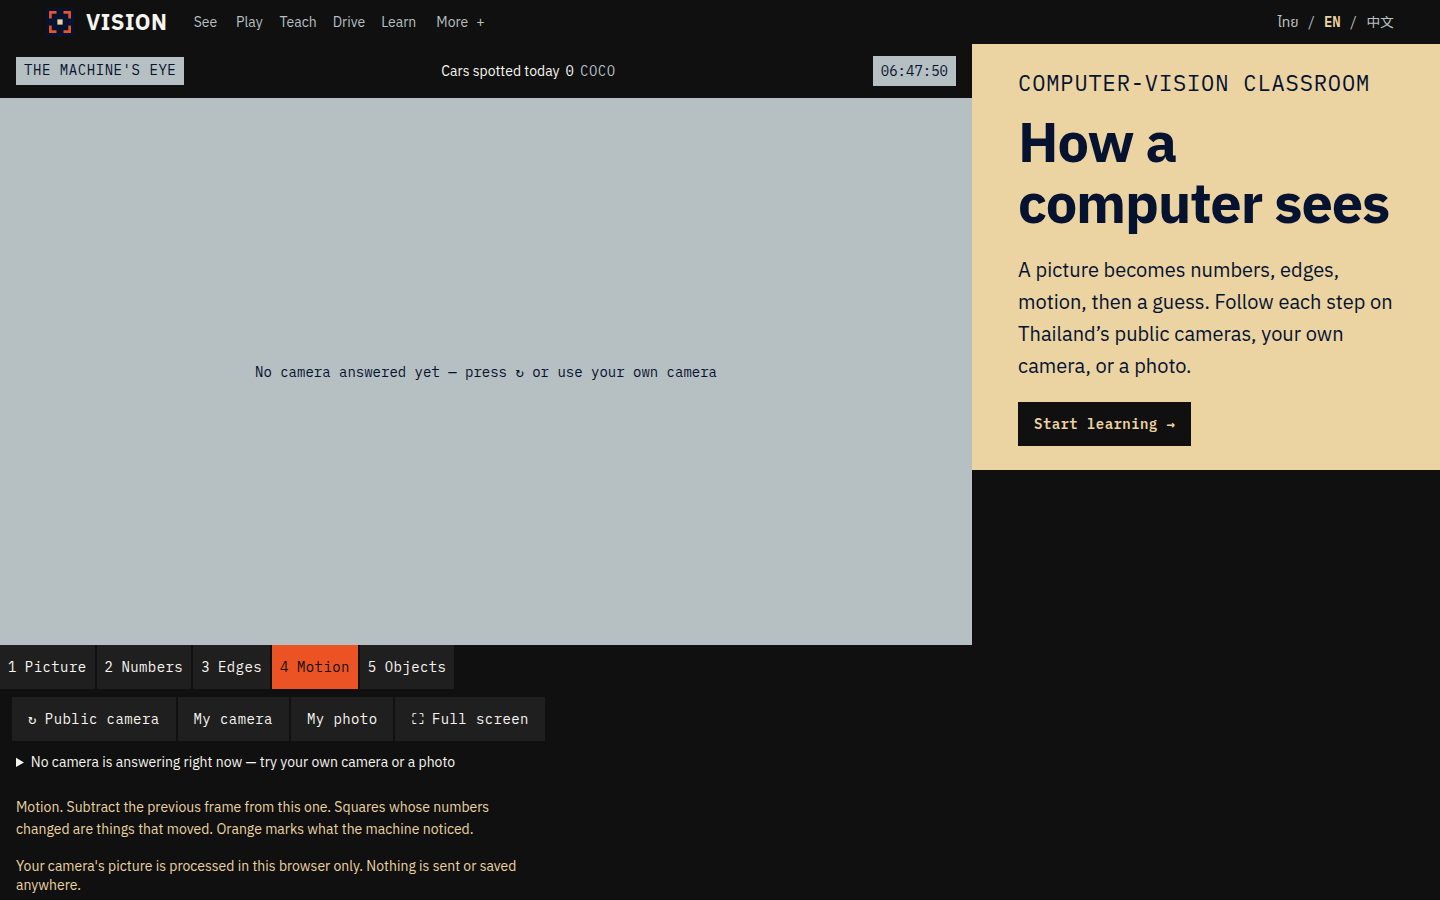 VISION
See Play Teach Drive Learn More +
ไทย / EN / 中文
THE MACHINE'S EYE
Cars spotted today 0 COCO
06:47:50
No camera answered yet — press ↻ or use your own camera
COMPUTER-VISION CLASSROOM
How a
computer sees
A picture becomes numbers, edges,
motion, then a guess. Follow each step on
Thailand’s public cameras, your own
camera, or a photo.
Start learning →
1 Picture 2 Numbers 3 Edges 4 Motion 5 Objects
↻ Public camera My camera My photo ⛶ Full screen
▶ No camera is answering right now — try your own camera or a photo
Motion. Subtract the previous frame from this one. Squares whose numbers
changed are things that moved. Orange marks what the machine noticed.
Your camera's picture is processed in this browser only. Nothing is sent or saved
anywhere.